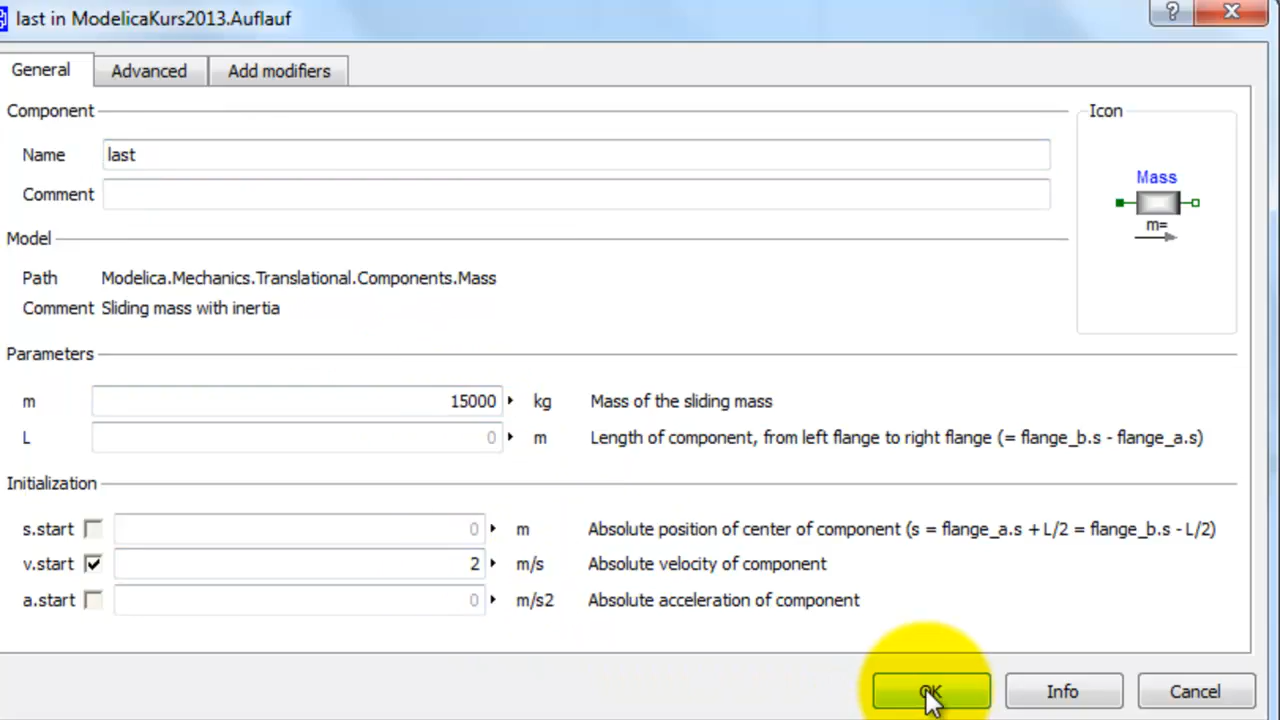 last in ModelicaKurs2013.Auflauf
?
General Advanced Add modifiers
Component
Icon
Name last
Mass
m=
Comment
Model
Path Modelica.Mechanics.Translational.Components.Mass
Comment Sliding mass with inertia
Parameters
m 15000 kg Mass of the sliding mass
L 0 m Length of component, from left flange to right flange (= flange_b.s - flange_a.s)
Initialization
s.start 0 m Absolute position of center of component (s = flange_a.s + L/2 = flange_b.s - L/2)
v.start 2 m/s Absolute velocity of component
a.start 0 m/s2 Absolute acceleration of component
OK Info Cancel